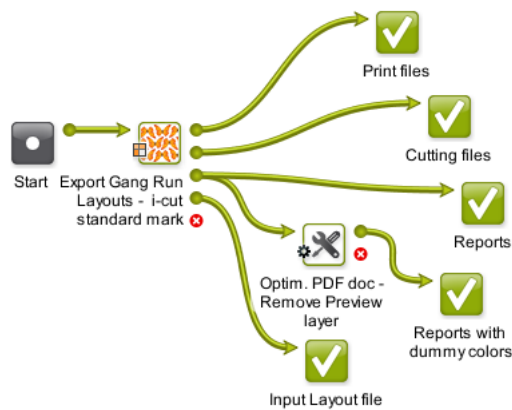 Print files
Cutting files
Start
Export Gang Run
Layouts - i-cut
standard mark
Reports
Optim. PDF doc -
Remove Preview
layer
Reports with
dummy colors
Input Layout file